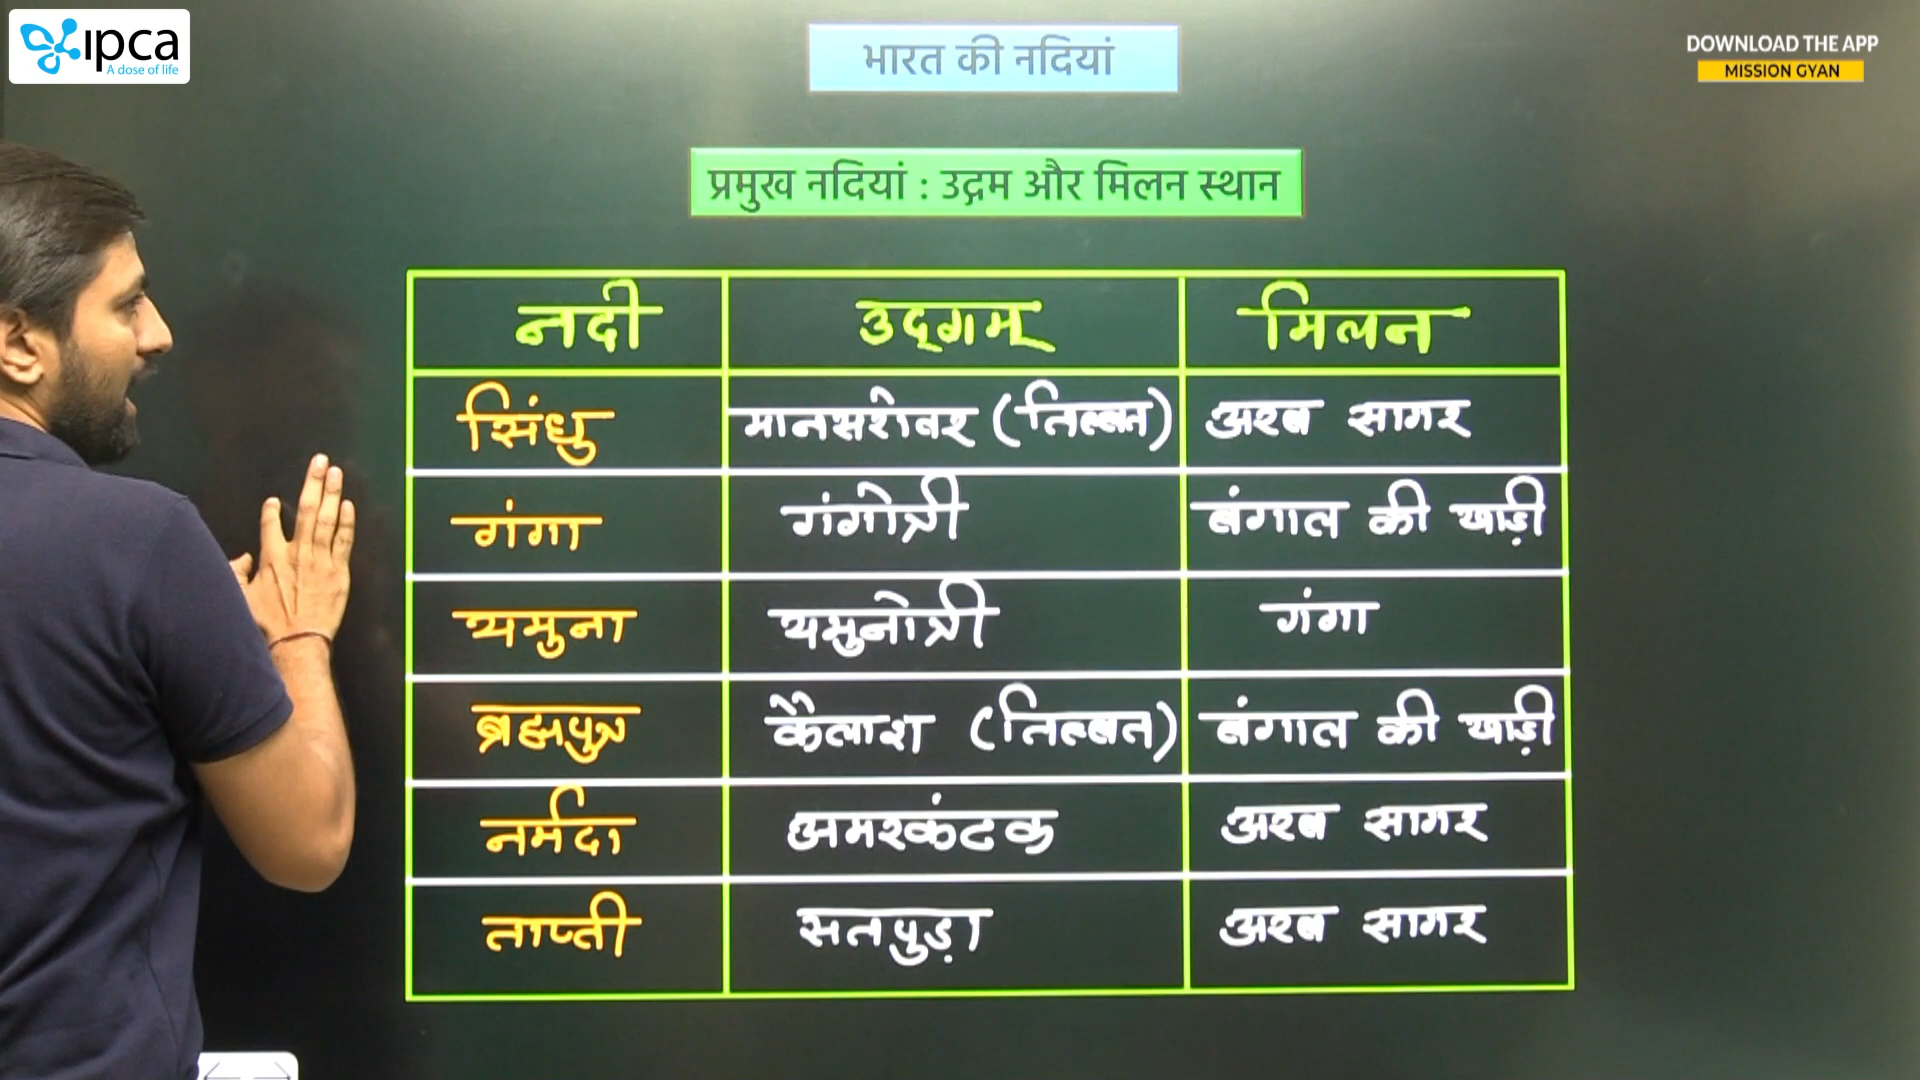 ipca
A dose of life
भारत की नदियां
DOWNLOAD THE APP
MISSION GYAN
प्रमुख नदियां : उद्गम और मिलन स्थान
नदी उद्गम् मिलन
सिंधु मानसरोवर (तिब्बत) अरब सागर
गंगा गंगोत्री बंगाल की खाड़ी
यमुना यमुनोत्री गंगा
ब्रह्मपुत्र कैलाश (तिब्बत) बंगाल की खाड़ी
नर्मदा अमरकंटक अरब सागर
ताप्ती सतपुड़ा अरब सागर